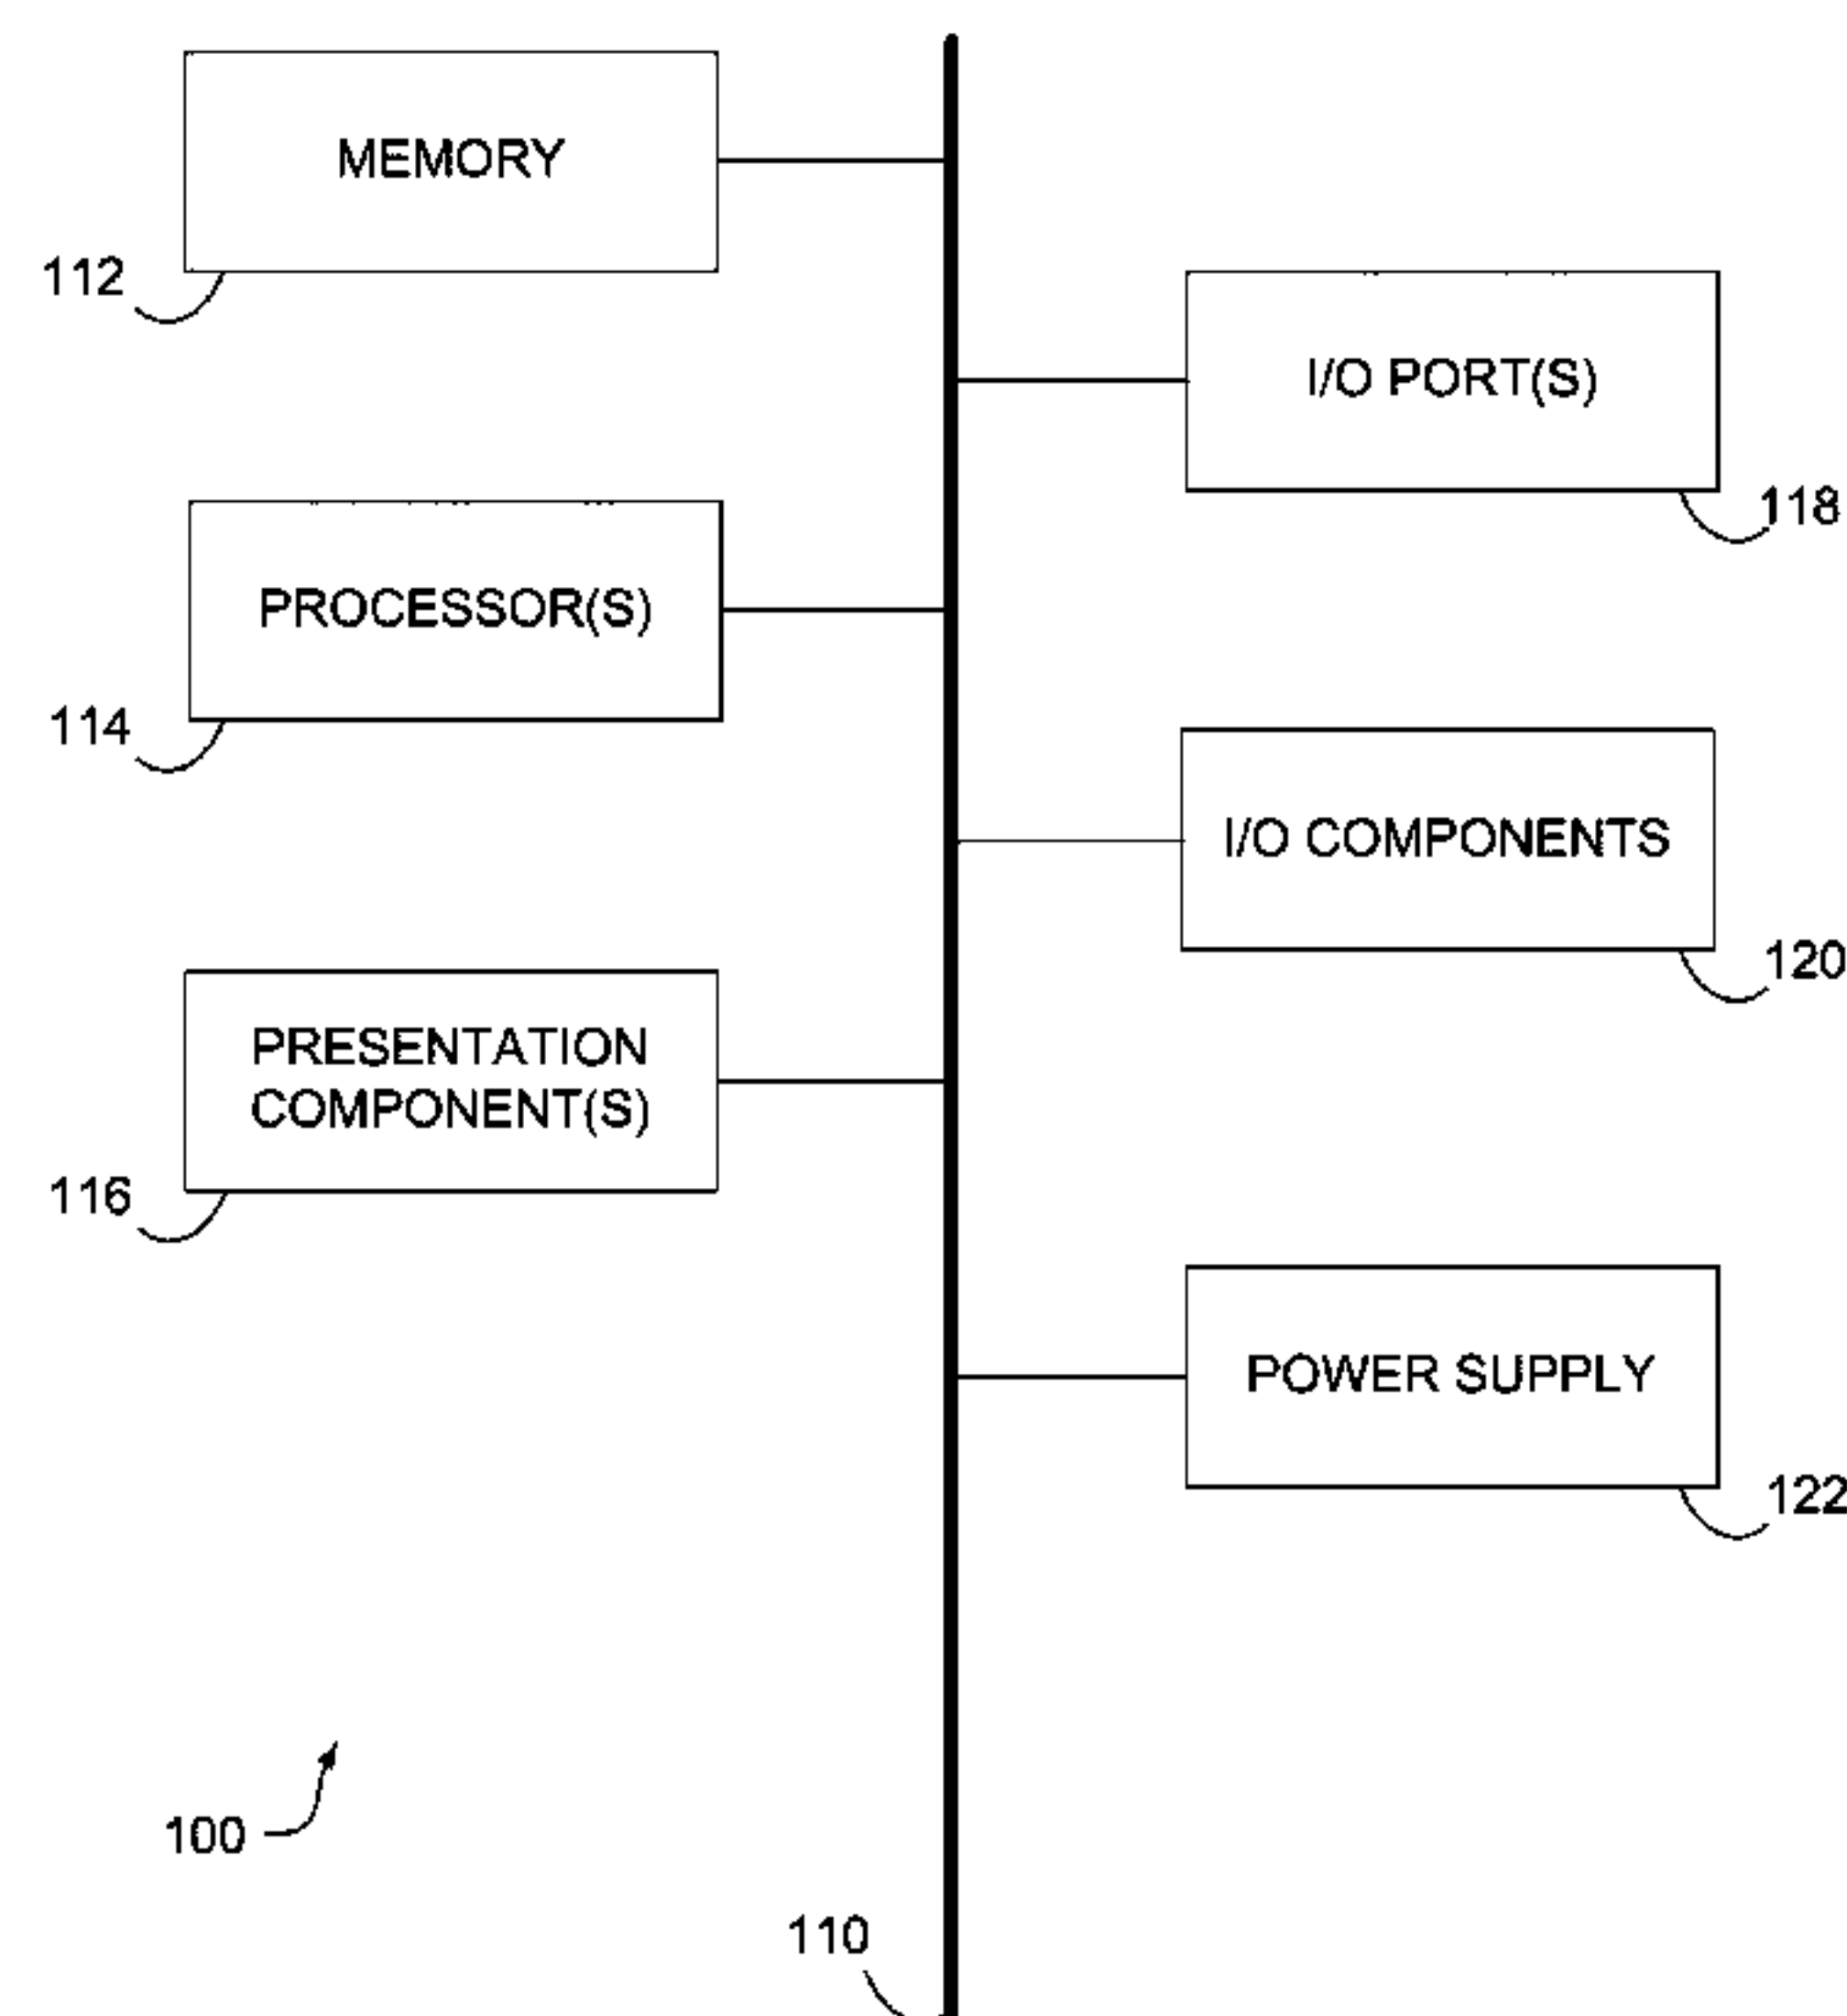 MEMORY
112
I/O PORT(S)
118
PROCESSOR(S)
114
I/O COMPONENTS
120
PRESENTATION
COMPONENT(S)
116
POWER SUPPLY
122
100
110